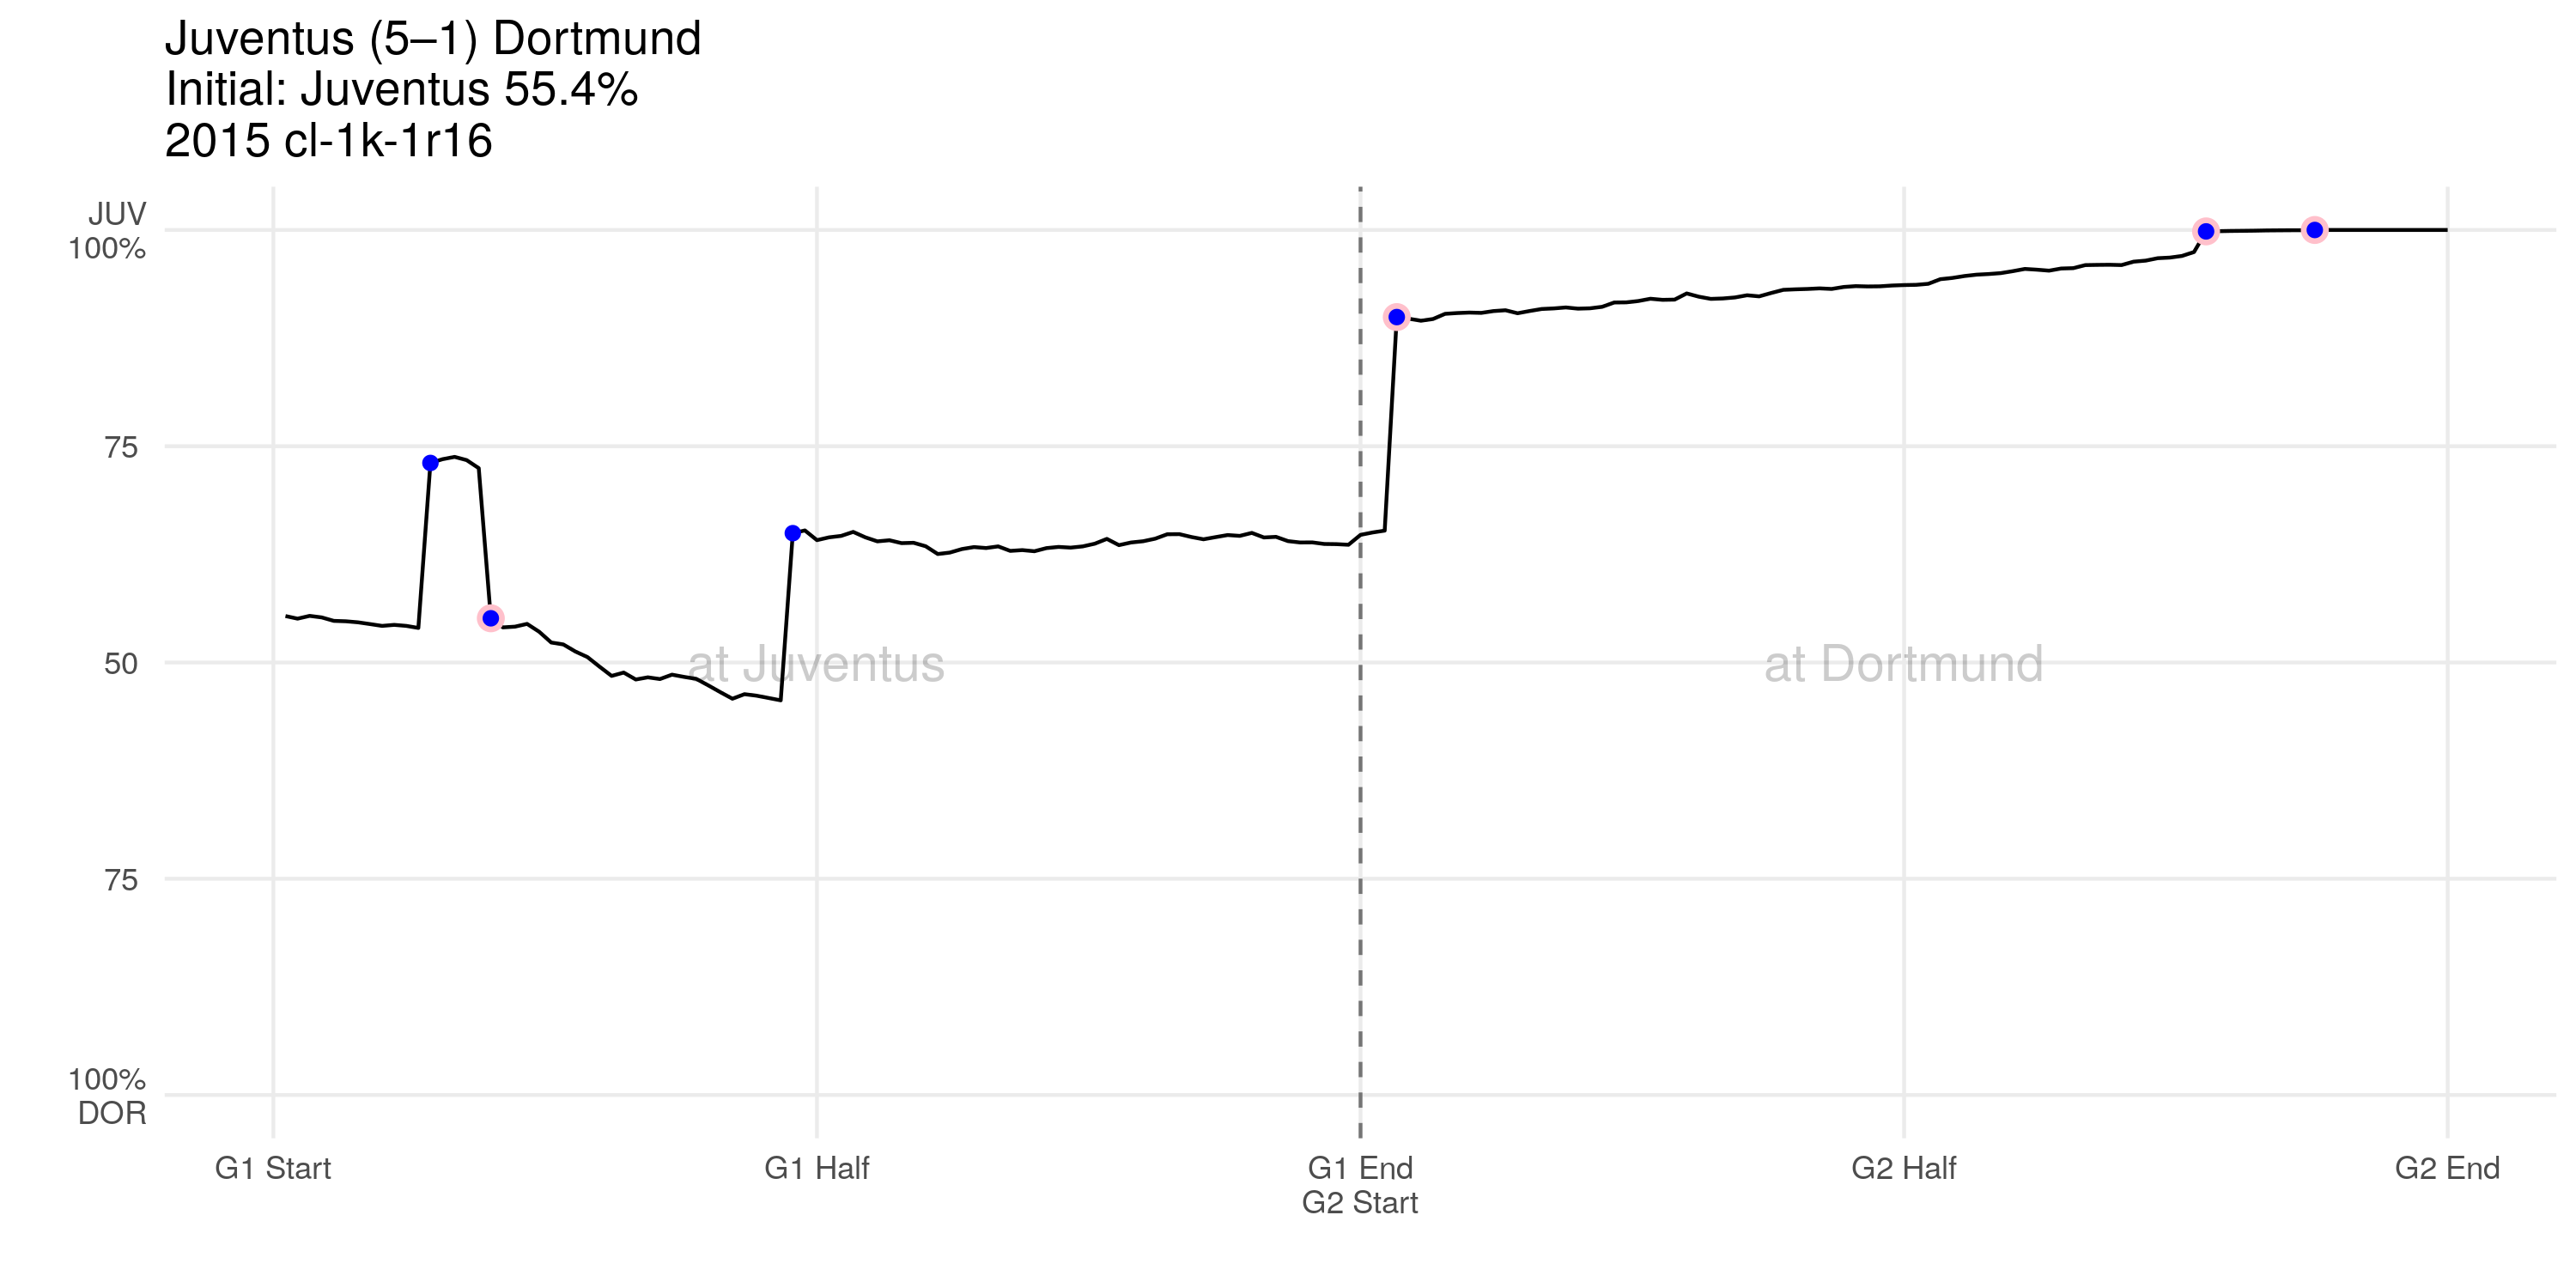 Juventus (5–1) Dortmund
Initial: Juventus 55.4%
2015 cl-1k-1r16
JUV
100%
75
50
75
100%
DOR
at Juventus
at Dortmund
G1 Start
G1 Half
G1 End
G2 Start
G2 Half
G2 End